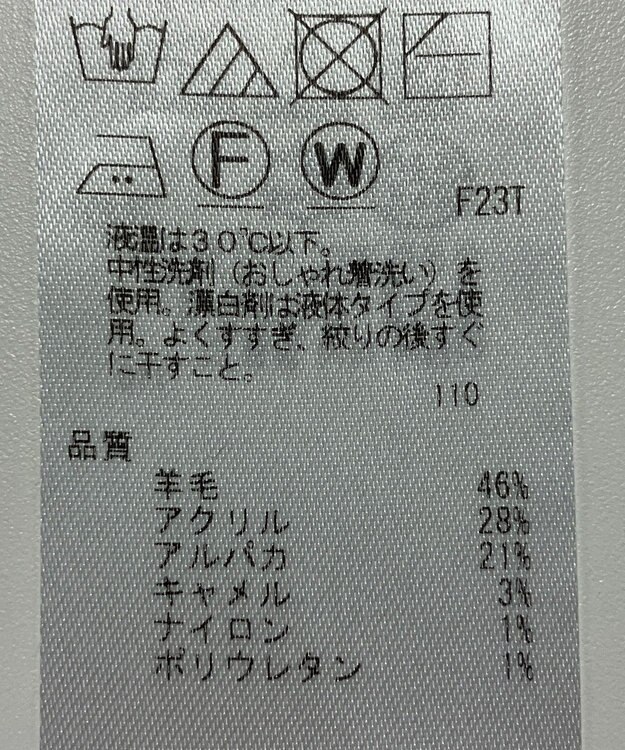 F
W
F23T
液温は30℃以下。
中性洗剤（おしゃれ着洗い）を
使用。漂白剤は液体タイプを使
用。よくすすぎ、絞りの後すぐ
に干すこと。
110
品質
羊毛 46%
アクリル 28%
アルパカ 21%
キャメル 3%
ナイロン 1%
ポリウレタン 1%